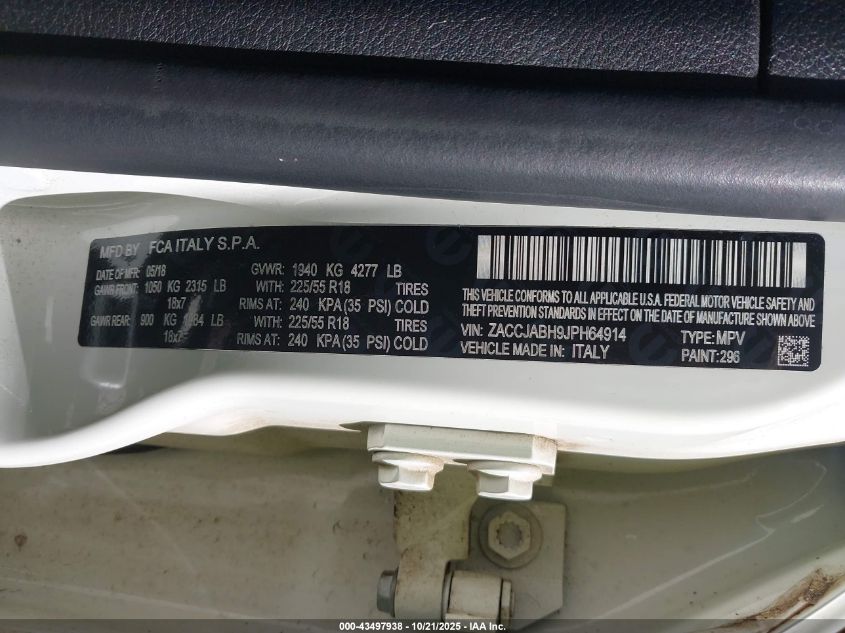 MFD BY FCA ITALY S.P.A.
DATE OF MFR: 05/18 GVWR: 1940 KG 4277 LB
GAWR FRONT: 1050 KG 2315 LB WITH: 225/55 R18 TIRES
18x7 RIMS AT: 240 KPA(35 PSI) COLD
GAWR REAR: 900 KG LB WITH: 225/55 R18 TIRES
RIMS AT: 240 KPA(35 PSI) COLD
THIS VEHICLE CONFORMS TO ALL APPLICABLE U.S.A. FEDERAL MOTOR VEHICLE SAFETY AND
THEFT PREVENTION STANDARDS IN EFFECT ON THE DATE OF MANUFACTURE SHOWN ABOVE.
VIN: ZACCJABH9JPH64914 TYPE: MPV
VEHICLE MADE IN: ITALY PAINT: 296
000-43497938 - 10/21/2025 - IAA Inc.